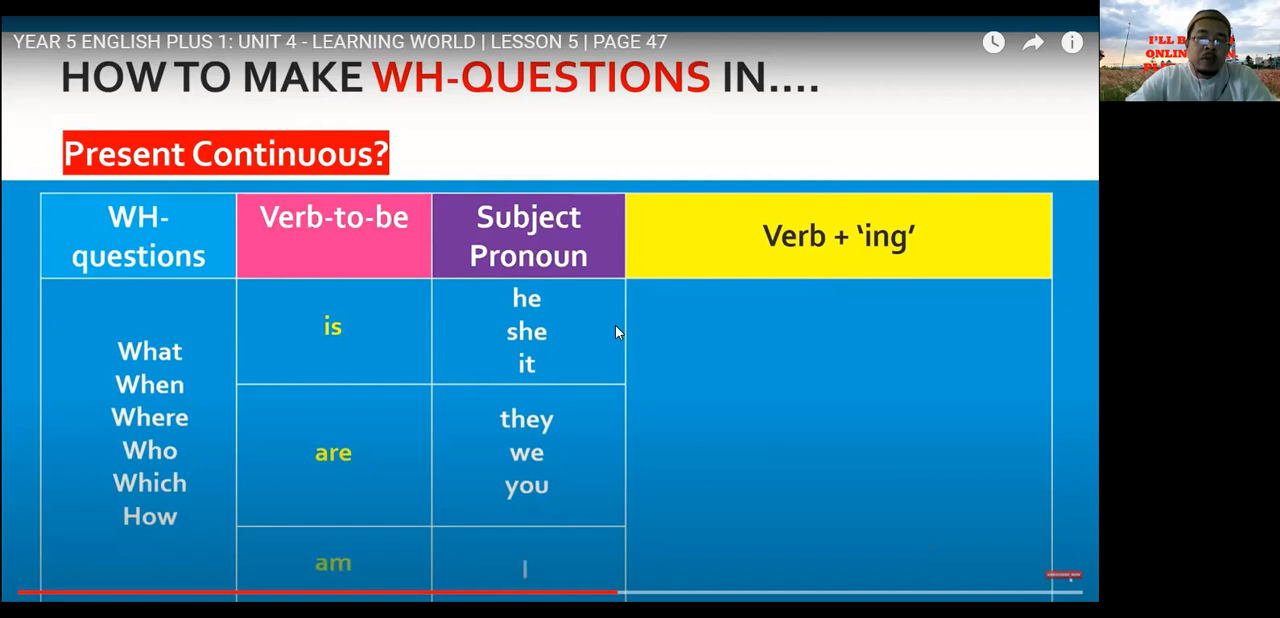 YEAR 5 ENGLISH PLUS 1: UNIT 4 - LEARNING WORLD | LESSON 5 | PAGE 47
HOW TO MAKE WH-QUESTIONS IN....
Present Continuous?
WH-
questions
Verb-to-be
Subject
Pronoun
Verb + ‘ing’
What
When
Where
Who
Which
How
is
he
she
it
are
they
we
you
am
I
I'LL B
ONLIN